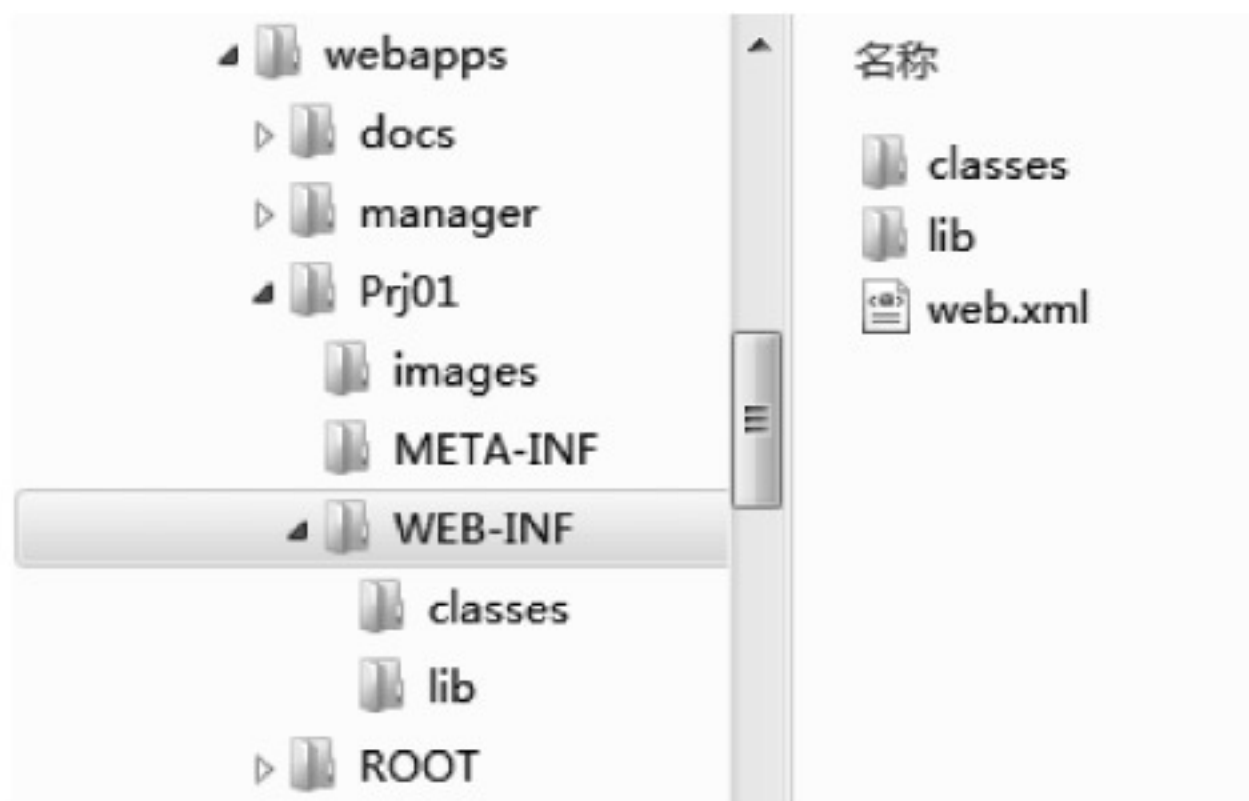 webapps
docs
manager
Prj01
images
META-INF
WEB-INF
classes
lib
ROOT
名称
classes
lib
web.xml